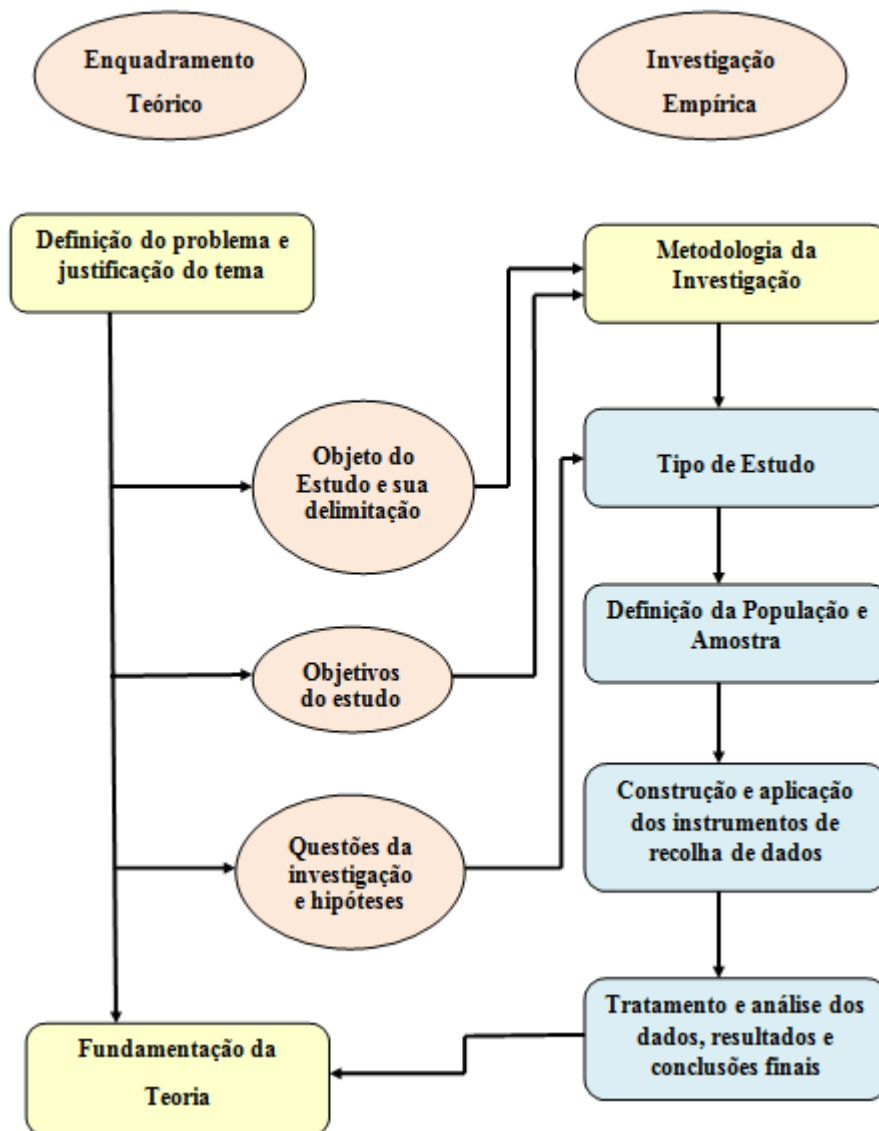 Enquadramento
Teórico
Investigação
Empírica
Definição do problema e
justificação do tema
Metodologia da
Investigação
Objeto do
Estudo e sua
delimitação
Tipo de Estudo
Definição da População e
Amostra
Objetivos
do estudo
Construção e aplicação
dos instrumentos de
recolha de dados
Questões da
investigação
e hipóteses
Tratamento e análise dos
dados, resultados e
conclusões finais
Fundamentação da
Teoria